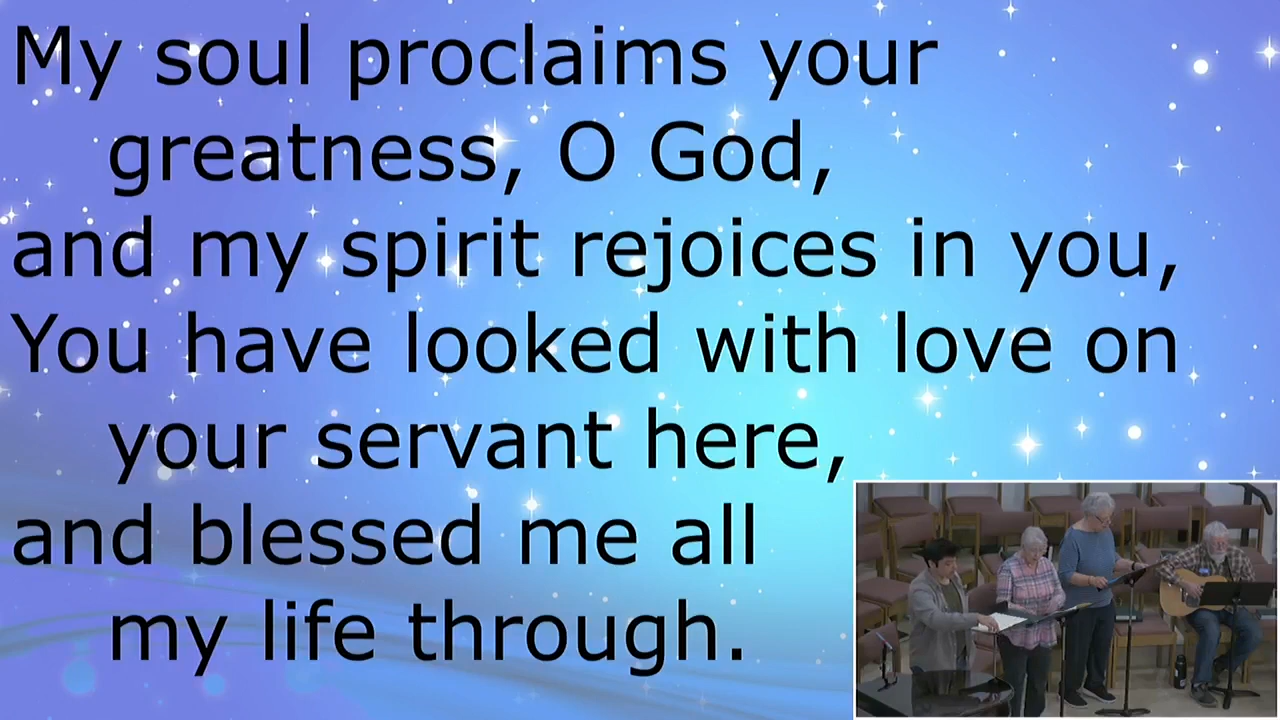 My soul proclaims your
greatness, O God,
and my spirit rejoices in you,
You have looked with love on
your servant here,
and blessed me all
my life through.